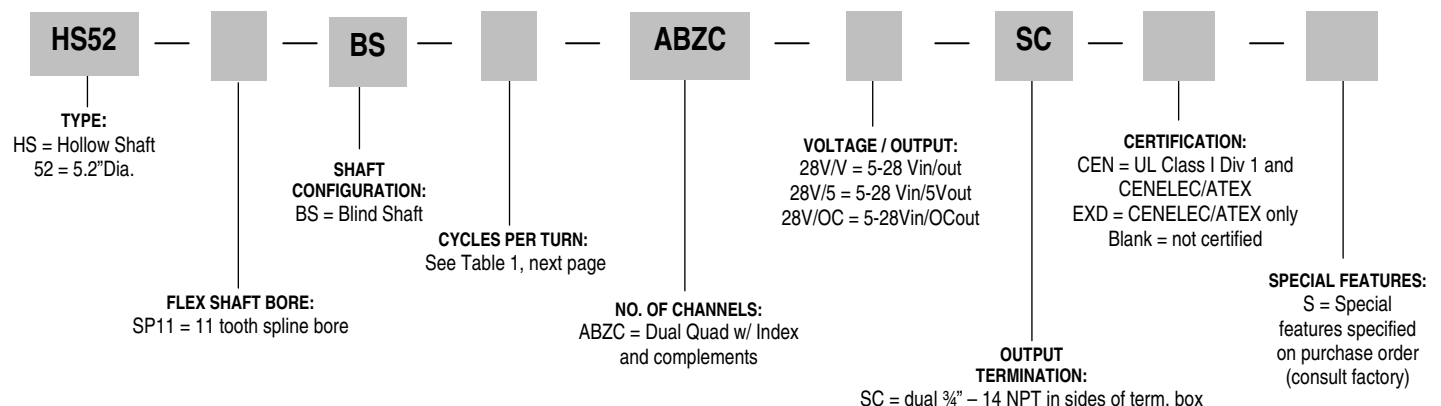 HS52 — — BS — — ABZC — — SC — —
TYPE:
HS = Hollow Shaft
52 = 5.2”Dia.
FLEX SHAFT BORE:
SP11 = 11 tooth spline bore
SHAFT
CONFIGURATION:
BS = Blind Shaft
CYCLES PER TURN:
See Table 1, next page
NO. OF CHANNELS:
ABZC = Dual Quad w/ Index
and complements
VOLTAGE / OUTPUT:
28V/V = 5-28 Vin/out
28V/5 = 5-28 Vin/5Vout
28V/OC = 5-28Vin/OCout
OUTPUT
TERMINATION:
SC = dual ¾” – 14 NPT in sides of term. box
CERTIFICATION:
CEN = UL Class I Div 1 and
CENELEC/ATEX
EXD = CENELEC/ATEX only
Blank = not certified
SPECIAL FEATURES:
S = Special
features specified
on purchase order
(consult factory)